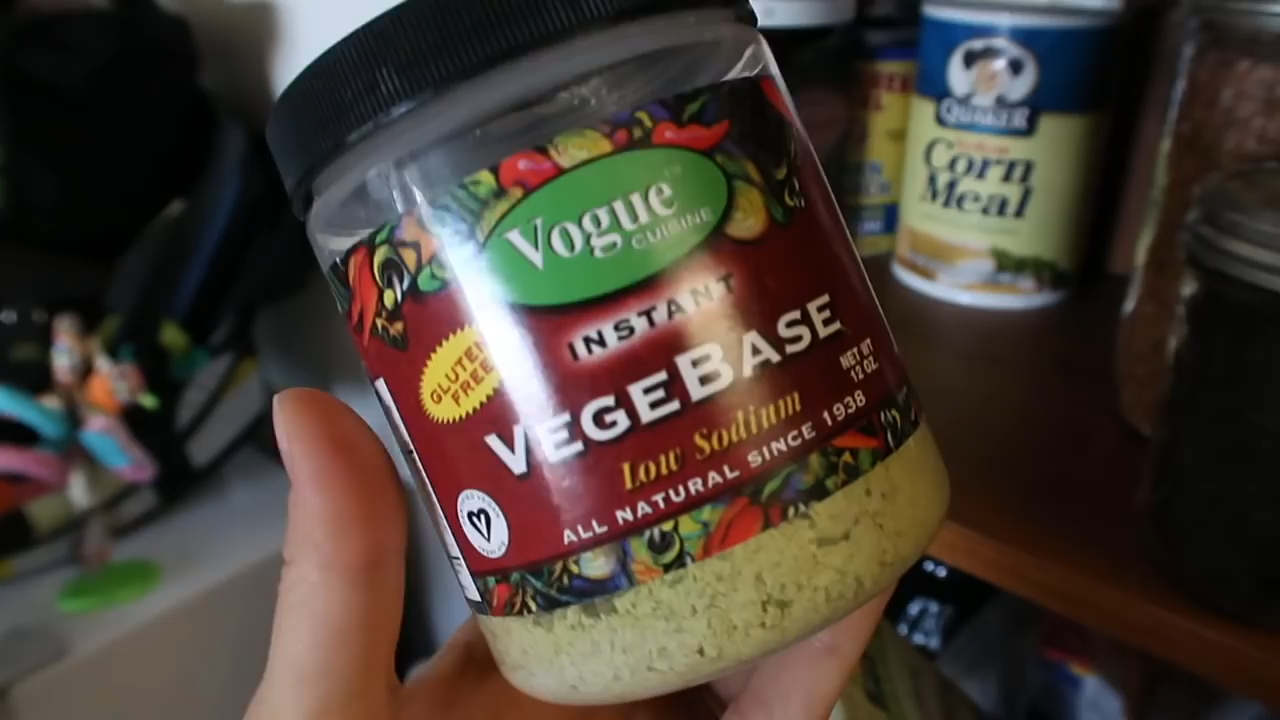 Vogue
CUISINE
INSTANT
VEGEBASE
NET WT
12 OZ.
GLUTEN
FREE
Low Sodium
ALL NATURAL SINCE 1938
QUAKER
Yellow
Corn
Meal